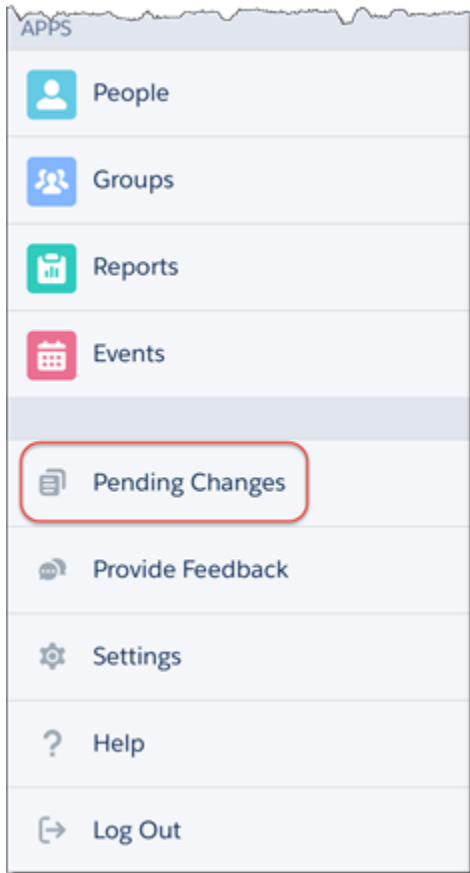 APPS
People
Groups
Reports
Events
Pending Changes
Provide Feedback
Settings
Help
Log Out